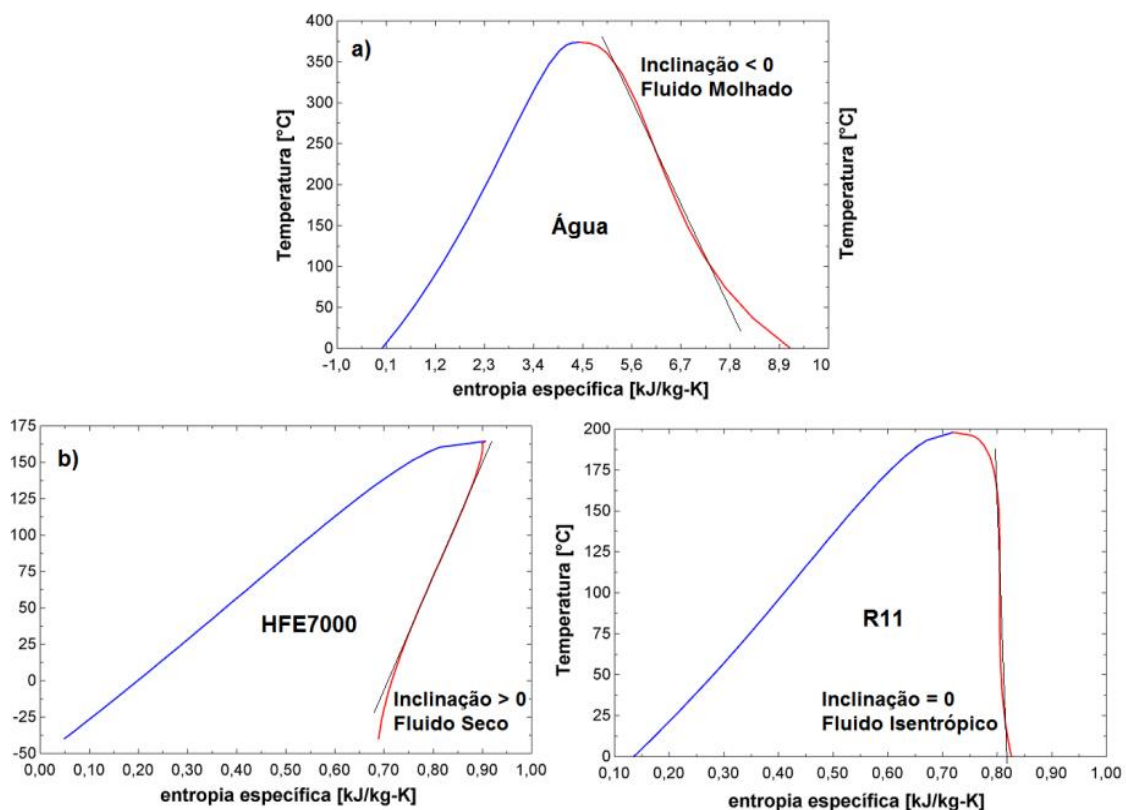 a)
400
350
300
250
200
150
100
50
0
Temperatura [°C]
Temperatura [°C]
Inclinação < 0
Fluido Molhado
Água
-1,0 0,1 1,2 2,3 3,4 4,5 5,6 6,7 7,8 8,9 10
entropia específica [kJ/kg-K]
b)
175
150
125
100
75
50
25
0
-25
-50
HFE7000
Inclinação > 0
Fluido Seco
0,00 0,10 0,20 0,30 0,40 0,50 0,60 0,70 0,80 0,90 1,00
entropia específica [kJ/kg-K]
200
175
150
125
100
75
50
25
0
Temperatura [°C]
R11
Inclinação = 0
Fluido Isentrópico
0,10 0,20 0,30 0,40 0,50 0,60 0,70 0,80 0,90 1,00
entropia específica [kJ/kg-K]